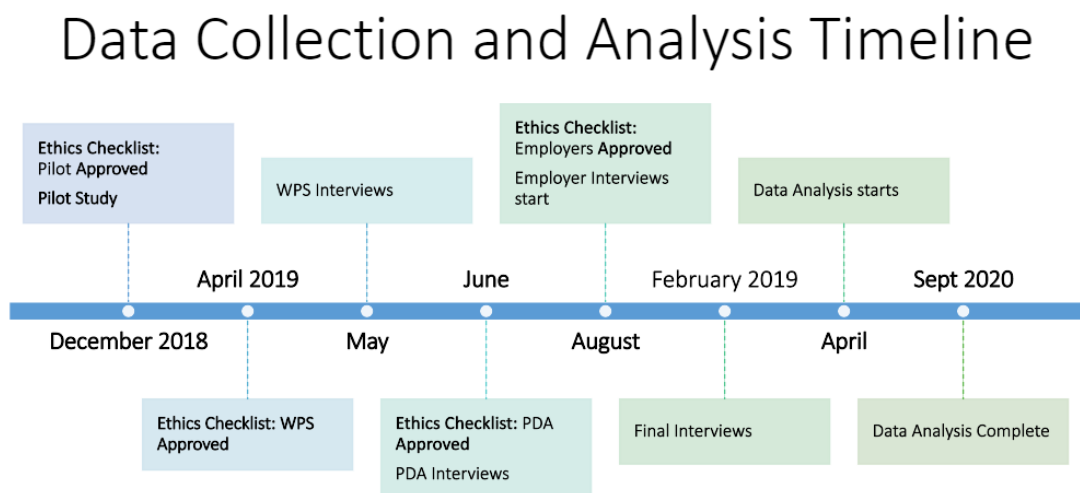 Data Collection and Analysis Timeline
Ethics Checklist:
Pilot Approved
Pilot Study
WPS Interviews
Ethics Checklist:
Employers Approved
Employer Interviews
start
Data Analysis starts
April 2019
June
February 2019
Sept 2020
December 2018
May
August
April
Ethics Checklist: WPS
Approved
Ethics Checklist: PDA
Approved
PDA Interviews
Final Interviews
Data Analysis Complete